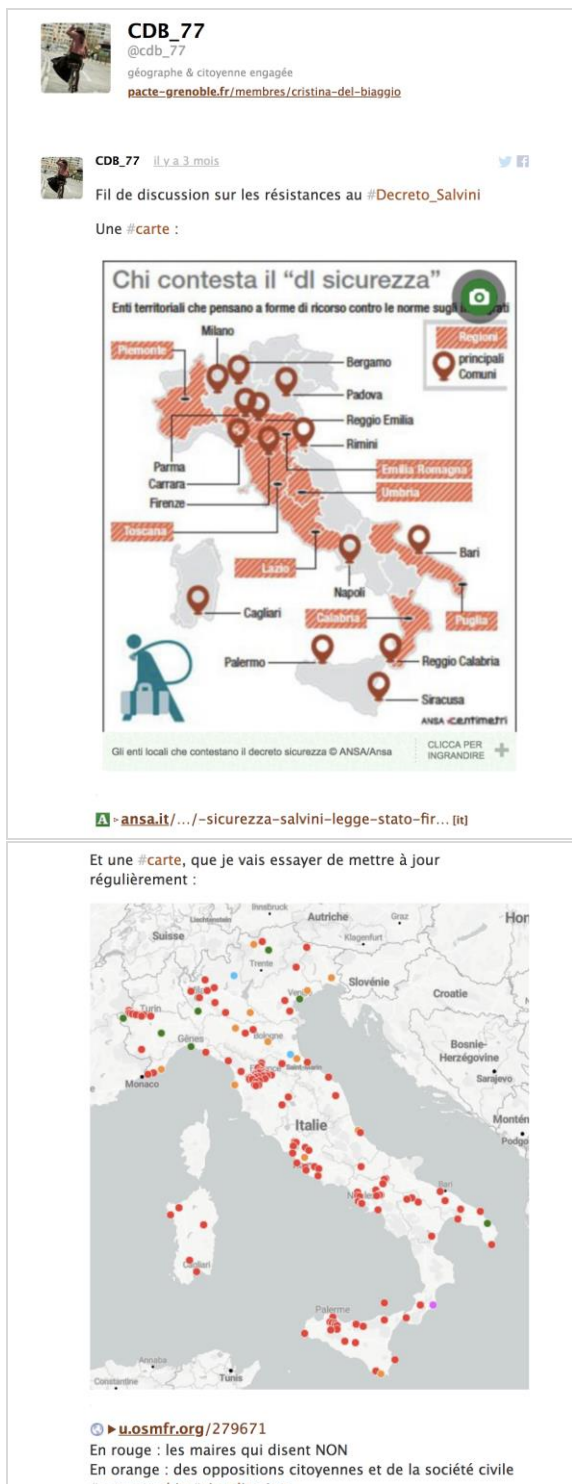 CDB_77
@cdb_77
géographe & citoyenne engagée
pacte-grenoble.fr/membres/cristina-del-biaggio
CDB_77 il y a 3 mois
Fil de discussion sur les résistances au #Decreto_Salvini
Une #carte :
Chi contesta il "dl sicurezza"
Enti territoriali che pensano a forme di ricorso contro le norme sugli
Regioni
principali
Comuni
Milano
Piemonte
Bergamo
Padova
Reggio Emilia
Rimini
Parma
Carrara
Firenze
Emilia Romagna
Umbria
Toscana
Lazio
Bari
Napoli
Cagliari
Calabria
Puglia
Palermo
Reggio Calabria
Siracusa
ANSA centimetri
Gli enti locali che contestano il decreto sicurezza © ANSA/Ansa
CLICCA PER
INGRANDIRE
A ▹ ansa.it/.../-sicurezza-salvini-legge-stato-fir... [it]
Et une #carte, que je vais essayer de mettre à jour
régulièrement :
Innsbruck
Liechtenstein
Autriche
Graz
Hon
Suisse
Klagenfurt
Trente
Slovénie
Croatie
Turin
Gênes
Bologne
Bosnie-
Herzégovine
Sarajevo
Monaco
Saint-Marin
Italie
Montén
Podgo
Bari
Cagliari
Palerme
Annaba
Constantine
Tunis
▶ u.osmfr.org/279671
En rouge : les maires qui disent NON
En orange : des oppositions citoyennes et de la société civile